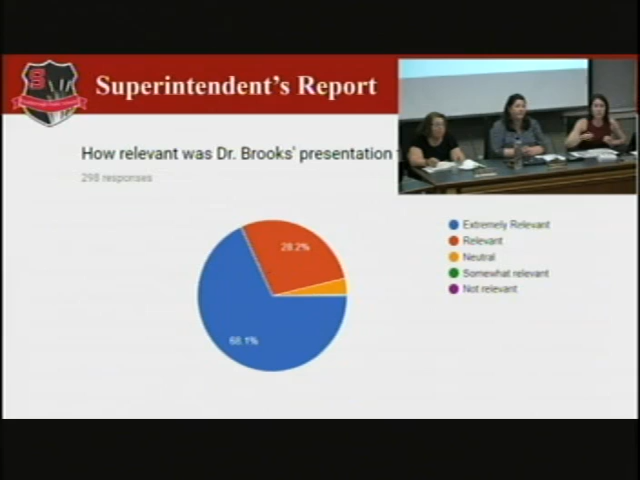 S
Superintendent's Report
How relevant was Dr. Brooks' presentation
298 responses
28.2%
68.1%
Extremely Relevant
Relevant
Neutral
Somewhat relevant
Not relevant